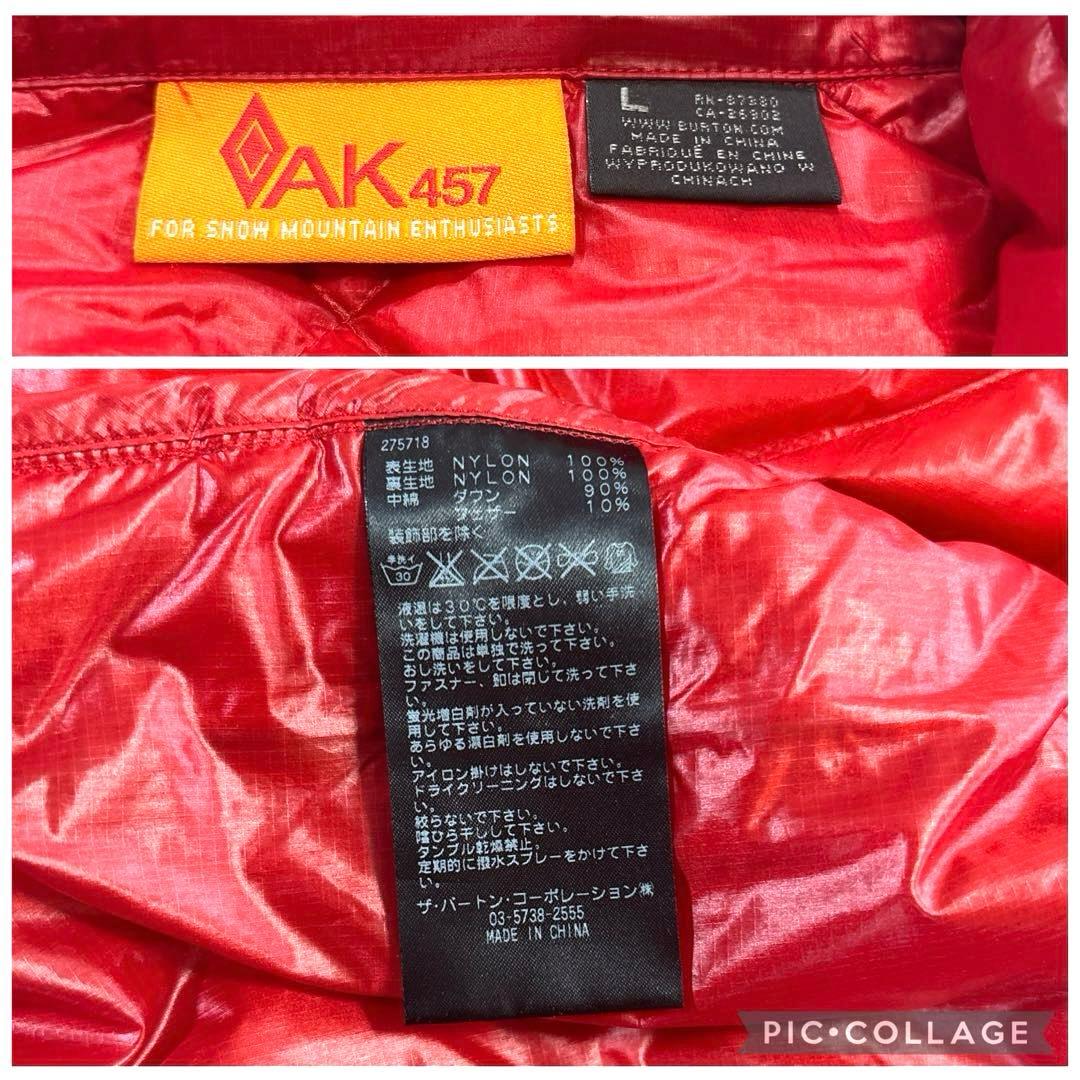 AK457
FOR SNOW MOUNTAIN ENTHUSIASTS
L
RN-87380
CA-26902
WWW.BURTON.COM
MADE IN CHINA
FABRIQUÉ EN CHINE
WYPRODUKOWANO W
CHINACH
275718
表生地 NYLON 100%
裏生地 NYLON 100%
中綿 ダウン 90%
フェザー 10%
装飾部を除く
手洗イ
30
液温は30℃を限度とし、弱い手洗
いをして下さい。
洗濯機は使用しないで下さい。
この商品は単独で洗って下さい。
おし洗いをして下さい。
ファスナー、釦は閉じて洗って下さ
い。
蛍光増白剤が入っていない洗剤を使
用して下さい。
あらゆる漂白剤を使用しないで下さ
い。
アイロン掛けはしないで下さい。
ドライクリーニングはしないで下さ
い。
絞らないで下さい。
陰ひら干しして下さい。
タンブル乾燥禁止。
定期的に撥水スプレーをかけて下さ
い。
ザ・バートン・コーポレーション㈱
03-5738-2555
MADE IN CHINA
PIC•COLLAGE